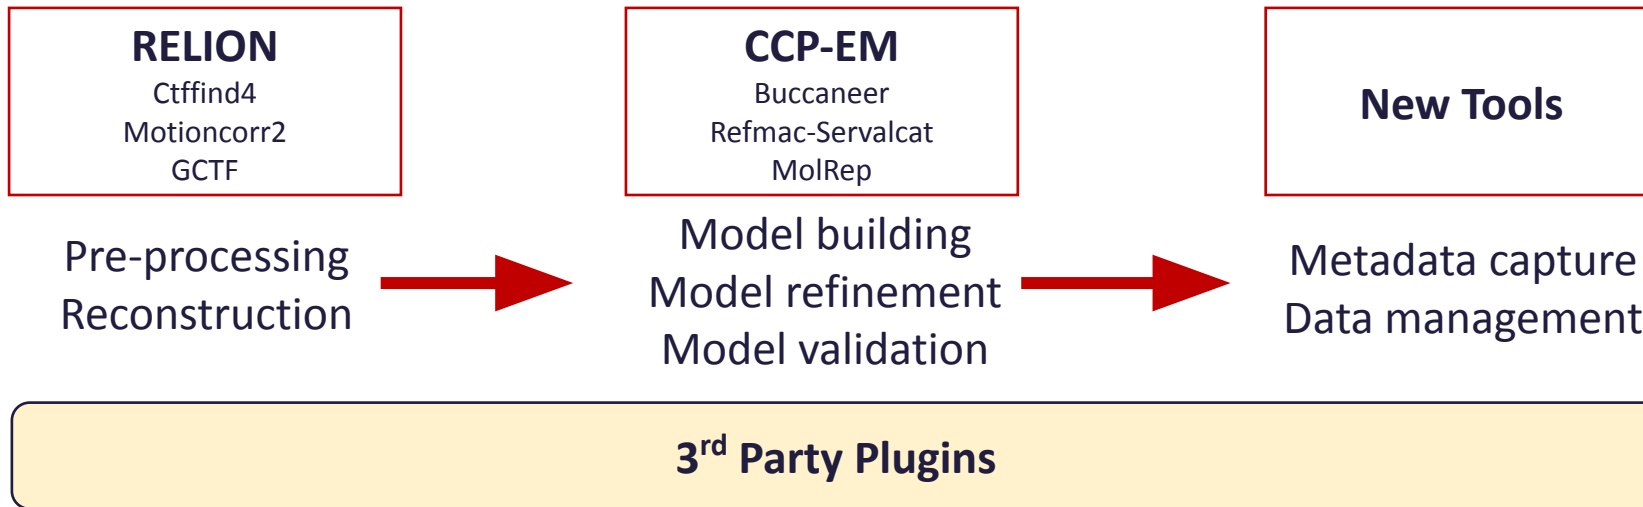 RELION
Ctffind4
Motioncorr2
GCTF
Pre-processing
Reconstruction
CCP-EM
Buccaneer
Refmac-Servalcat
MolRep
Model building
Model refinement
Model validation
New Tools
Metadata capture
Data management
3rd Party Plugins